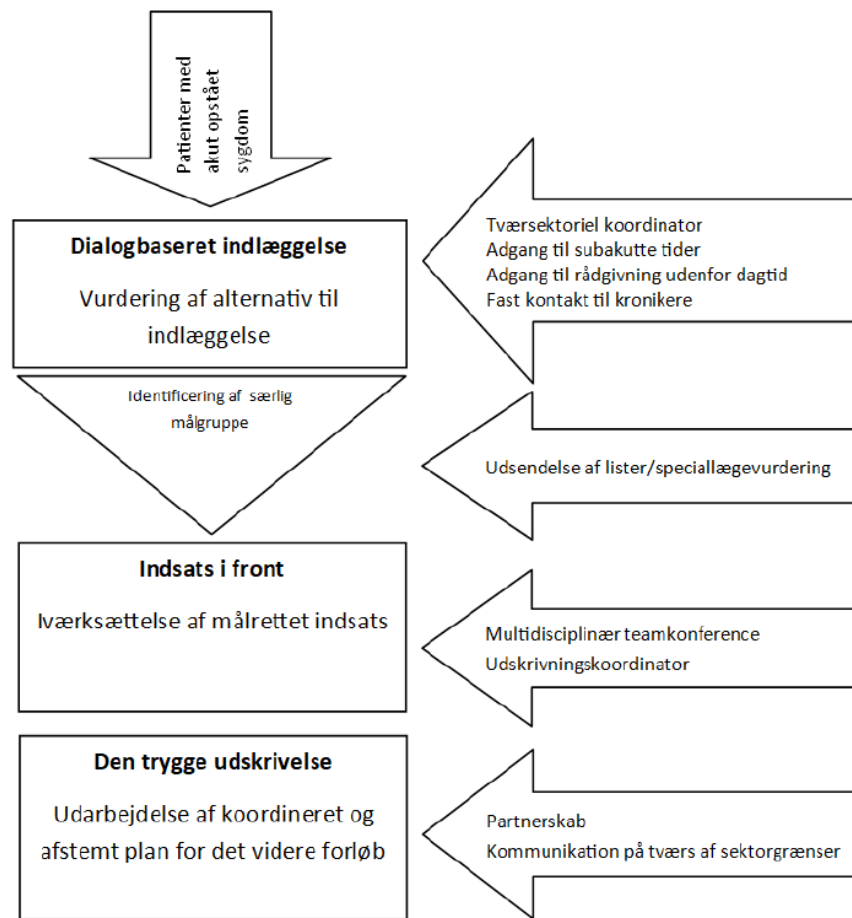 Patienter med
akut opstået
sygdom
Dialogbaseret indlæggelse
Vurdering af alternativ til
indlæggelse
Tværsektoriel koordinator
Adgang til subakutte tider
Adgang til rådgivning udenfor dagtid
Fast kontakt til kronikere
Identificering af særlig
målgruppe
Udsendelse af lister/speciallægevurdering
Indsats i front
Iværksættelse af målrettet indsats
Multidisciplinær teamkonference
Udskrivningskoordinator
Den trygge udskrivelse
Udarbejdelse af koordineret og
afstemt plan for det videre forløb
Partnerskab
Kommunikation på tværs af sektorgrænser